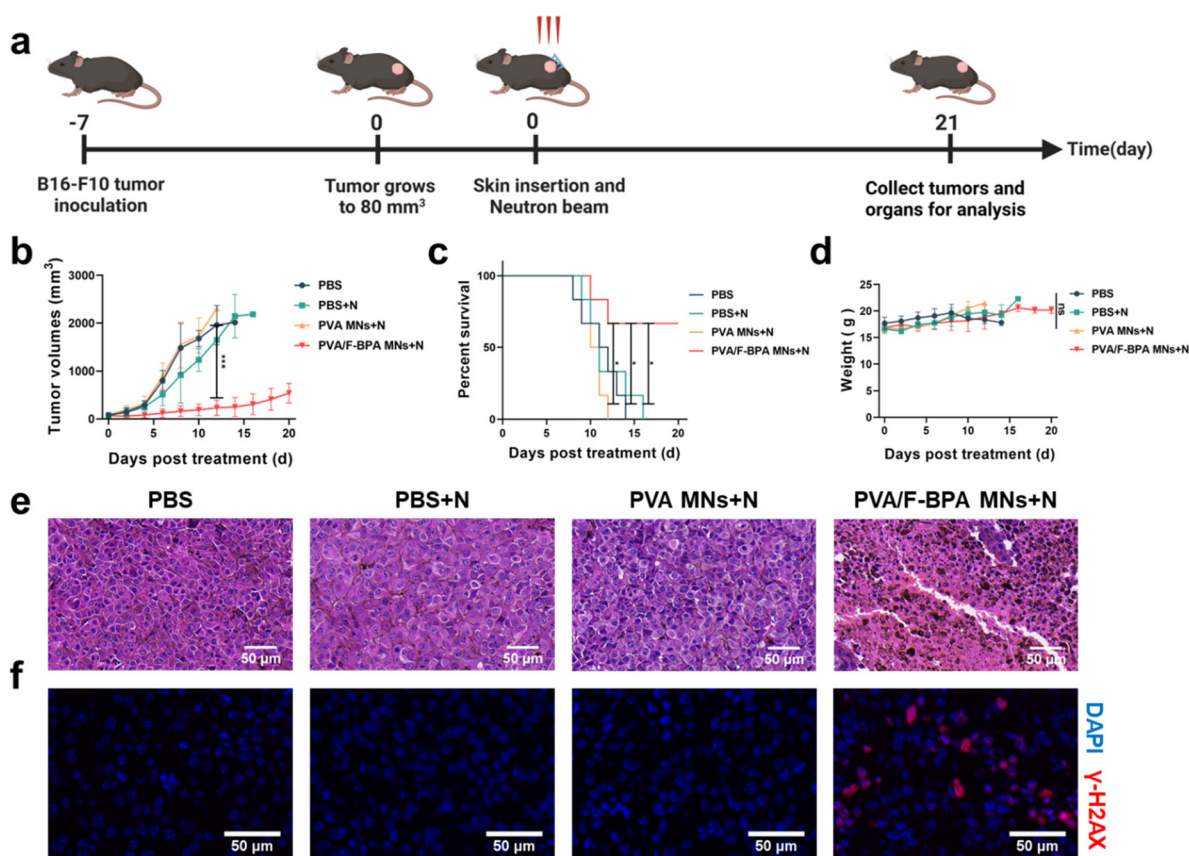 a
-7
0
0
21
Time(day)
B16-F10 tumor
inoculation
Tumor grows
to 80 mm³
Skin insertion and
Neutron beam
Collect tumors and
organs for analysis
b
Tumor volumes (mm³)
3000
2000
1000
0
0
5
10
15
20
Days post treatment (d)
***
PBS
PBS+N
PVA MNs+N
PVA/F-BPA MNs+N
c
Percent survival
100
50
0
0
5
10
15
20
Days post treatment (d)
*
*
*
PBS
PBS+N
PVA MNs+N
PVA/F-BPA MNs+N
d
Weight ( g )
30
25
20
15
10
5
0
0
5
10
15
20
Days post treatment (d)
ns
PBS
PBS+N
PVA MNs+N
PVA/F-BPA MNs+N
e
PBS
PBS+N
PVA MNs+N
PVA/F-BPA MNs+N
50 μm
50 μm
50 μm
50 μm
f
50 μm
50 μm
50 μm
50 μm
DAPI
γ-H2AX